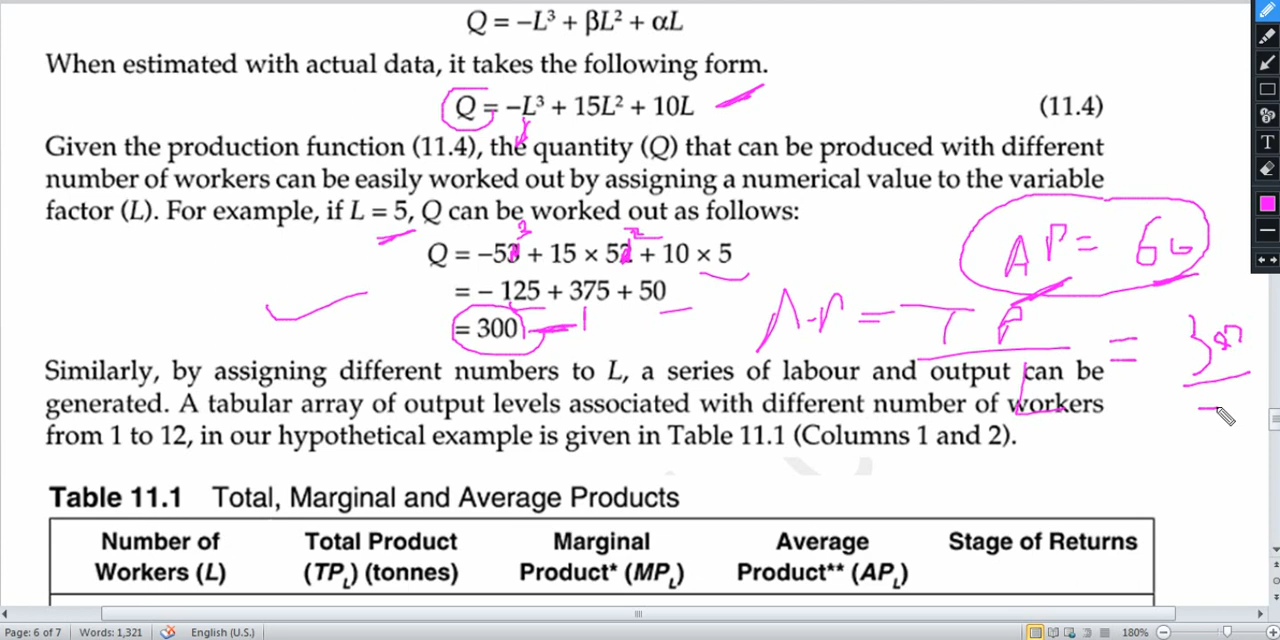 Q = –L³ + βL² + αL
When estimated with actual data, it takes the following form.
Q = –L³ + 15L² + 10L (11.4)
Given the production function (11.4), the quantity (Q) that can be produced with different
number of workers can be easily worked out by assigning a numerical value to the variable
factor (L). For example, if L = 5, Q can be worked out as follows:
Q = –53 + 15 × 52 + 10 × 5
3 2
AP = 60
= – 125 + 375 + 50
= 300
AP = TP / L = 300
Similarly, by assigning different numbers to L, a series of labour and output can be
generated. A tabular array of output levels associated with different number of workers
from 1 to 12, in our hypothetical example is given in Table 11.1 (Columns 1 and 2).
Table 11.1 Total, Marginal and Average Products
Number of Workers (L) Total Product (TPL) (tonnes) Marginal Product* (MPL) Average Product** (APL) Stage of Returns
Page: 6 of 7 Words: 1,321 English (U.S.) 180%